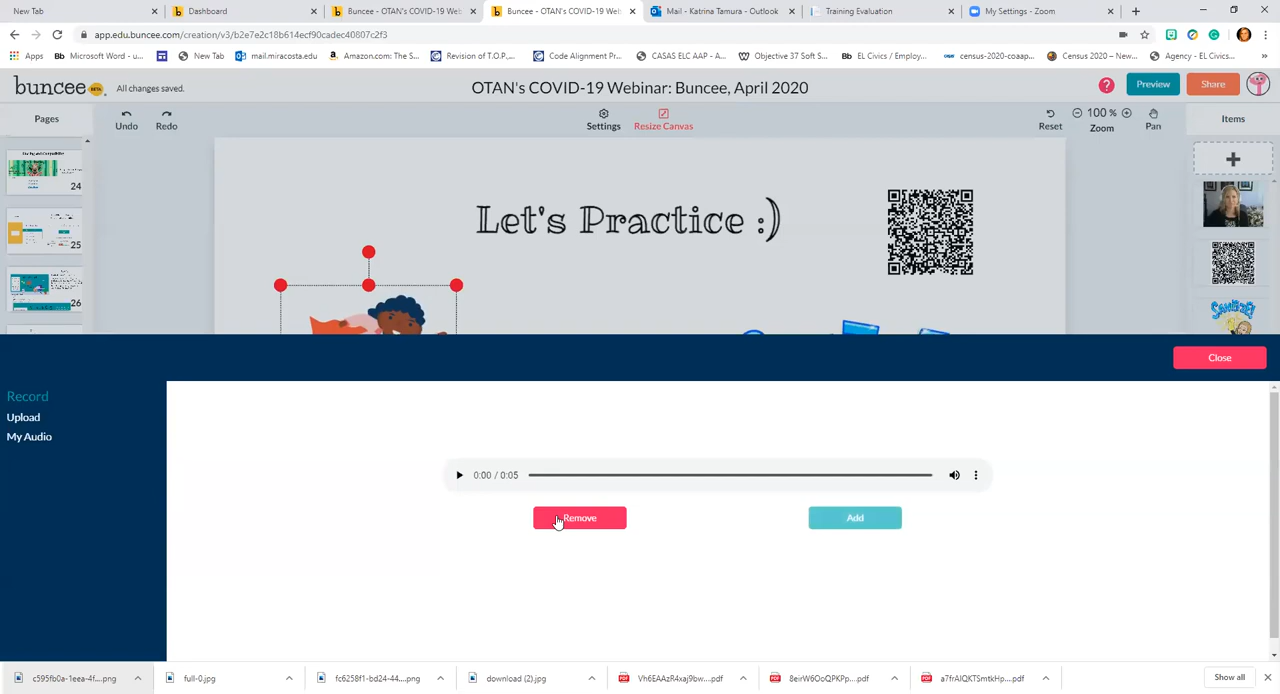 New Tab
Dashboard
Buncee - OTAN's COVID-19 Web
Buncee - OTAN's COVID-19 Web
Mail - Katrina Tamura - Outlook
Training Evaluation
My Settings - Zoom
app.edu.buncee.com/creation/v3/b2e7e2c18b614ecf90cadec40807c2f3
Apps
Bb Microsoft Word - u...
New Tab
mail.miracosta.edu
Amazon.com: The S...
Revision of T.O.P.,...
Code Alignment Pr...
CASAS ELC AAP - A...
Objective 37 Soft S...
Bb EL Civics / Employ...
census-2020-coaap...
Census 2020 – New...
Agency - EL Civics...
buncee BETA
All changes saved.
OTAN's COVID-19 Webinar: Buncee, April 2020
Preview
Share
Pages
Undo
Redo
Settings
Resize Canvas
Reset
100 %
Zoom
Pan
Items
24
25
26
Let's Practice :)
Close
Record
Upload
My Audio
0:00 / 0:05
Remove
Add
c595fb0a-1eea-4f....png
full-0.jpg
fc6258f1-bd24-44....png
download (2).jpg
Vh6EAAzR4xaj9bw....pdf
8eirW6OoQPKPp....pdf
a7frAIQKTSmtkHp....pdf
Show all